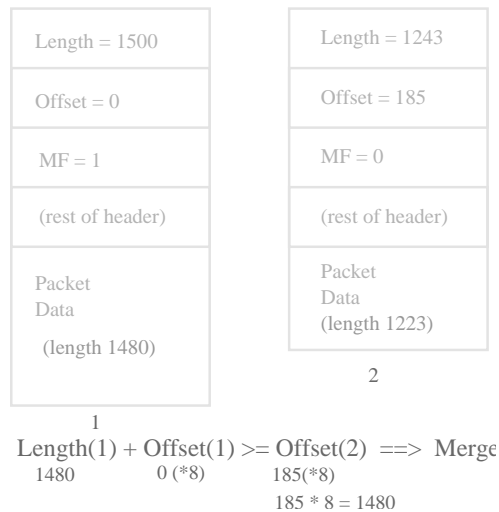 Length = 1500
Offset = 0
MF = 1
(rest of header)
Packet
Data
(length 1480)
1
Length = 1243
Offset = 185
MF = 0
(rest of header)
Packet
Data
(length 1223)
2
Length(1) + Offset(1) >= Offset(2) ==> Merge
1480 0 (*8) 185(*8)
185 * 8 = 1480